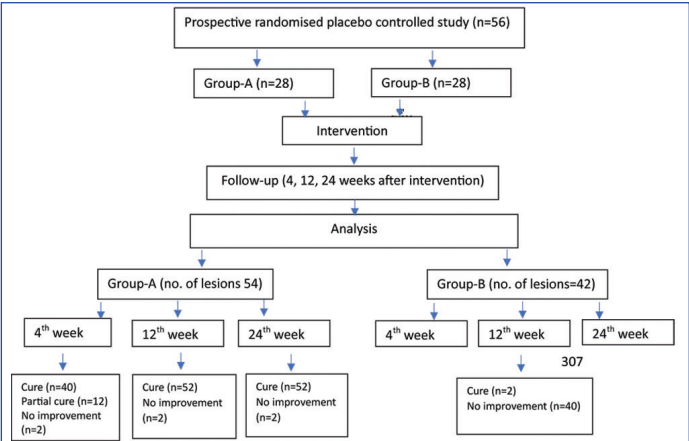 Prospective randomised placebo controlled study (n=56)
Group-A (n=28)
Group-B (n=28)
Intervention
Follow-up (4, 12, 24 weeks after intervention)
Analysis
Group-A (no. of lesions 54)
Group-B (no. of lesions=42)
4th week
12th week
24th week
4th week
12th week
24th week
307
Cure (n=40)
Partial cure (n=12)
No improvement
(n=2)
Cure (n=52)
No improvement
(n=2)
Cure (n=52)
No improvement
(n=2)
Cure (n=2)
No improvement (n=40)